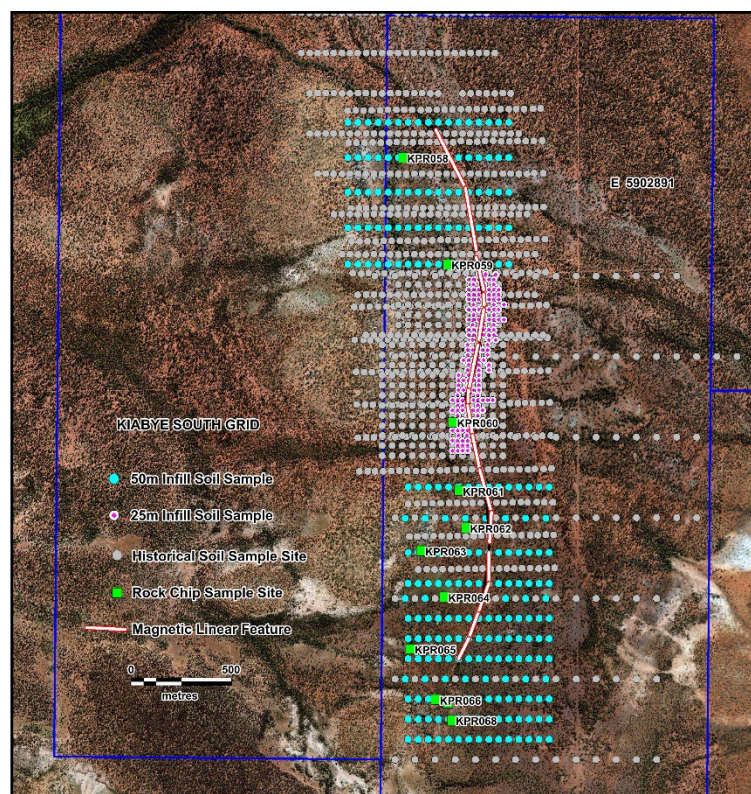 KPR058
E 5902891
KPR059
KIABYE SOUTH GRID
KPR060
50m Infill Soil Sample
KPR061
25m Infill Soil Sample
KPR062
Historical Soil Sample Site
KPR063
Rock Chip Sample Site
KPR064
Magnetic Linear Feature
KPR065
0 500
metres
KPR066
KPR068